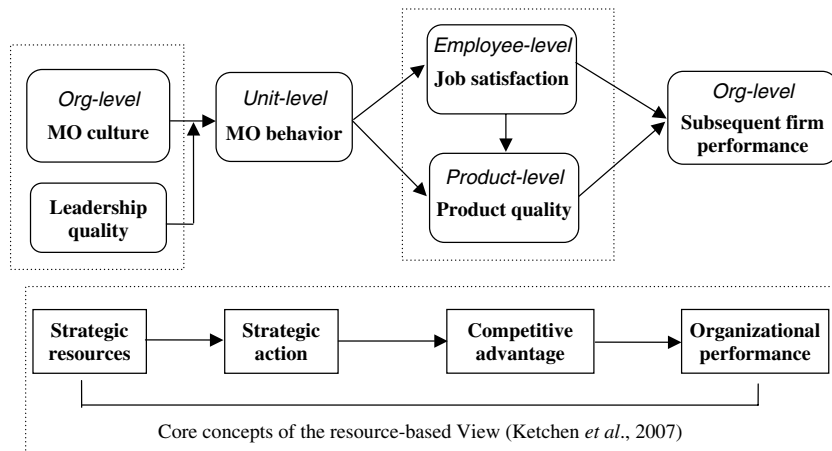 Org-level
MO culture
Leadership
quality
Unit-level
MO behavior
Employee-level
Job satisfaction
Product-level
Product quality
Org-level
Subsequent firm
performance
Strategic
resources
Strategic
action
Competitive
advantage
Organizational
performance
Core concepts of the resource-based View (Ketchen et al., 2007)